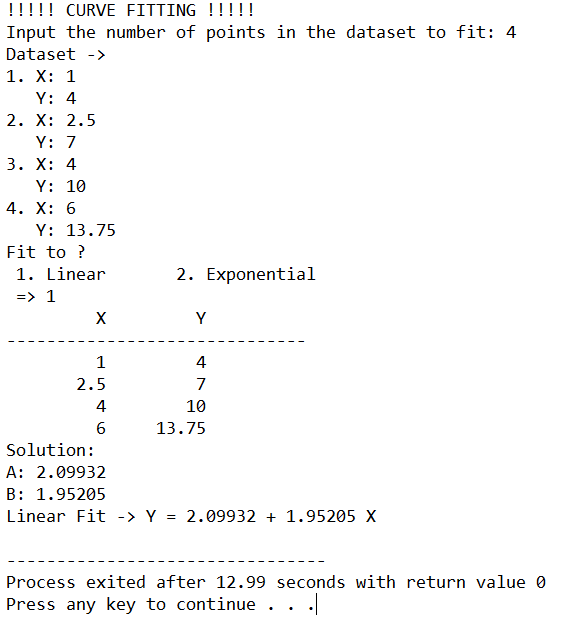 !!!!! CURVE FITTING !!!!!
Input the number of points in the dataset to fit: 4
Dataset ->
1. X: 1
   Y: 4
2. X: 2.5
   Y: 7
3. X: 4
   Y: 10
4. X: 6
   Y: 13.75
Fit to ?
 1. Linear       2. Exponential
 => 1
         X         Y
------------------------------
         1         4
       2.5         7
         4        10
         6     13.75
Solution:
A: 2.09932
B: 1.95205
Linear Fit -> Y = 2.09932 + 1.95205 X
--------------------------------
Process exited after 12.99 seconds with return value 0
Press any key to continue . . .